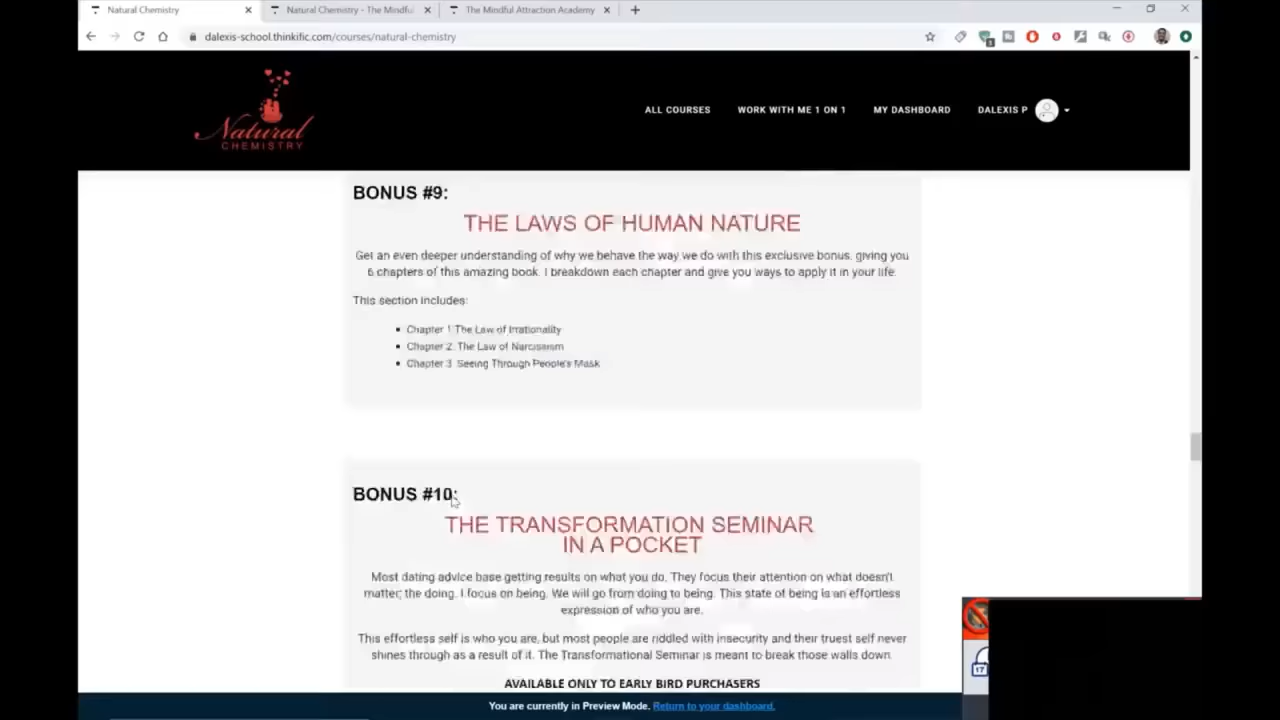 Natural Chemistry
Natural Chemistry - The Mindful
The Mindful Attraction Academy
dalexis-school.thinkific.com/courses/natural-chemistry
Natural
CHEMISTRY
ALL COURSES
WORK WITH ME 1 ON 1
MY DASHBOARD
DALEXIS P
BONUS #9:
THE LAWS OF HUMAN NATURE
Get an even deeper understanding of why we behave the way we do with this exclusive bonus, giving you
6 chapters of this amazing book. I breakdown each chapter and give you ways to apply it in your life.
This section includes:
Chapter 1 The Law of Irrationality
Chapter 2. The Law of Narcissism
Chapter 3 Seeing Through People's Mask
BONUS #10:
THE TRANSFORMATION SEMINAR
IN A POCKET
Most dating advice base getting results on what you do. They focus their attention on what doesn't
matter; the doing. I focus on being. We will go from doing to being. This state of being is an effortless
expression of who you are.
This effortless self is who you are, but most people are riddled with insecurity and their truest self never
shines through as a result of it. The Transformational Seminar is meant to break those walls down
AVAILABLE ONLY TO EARLY BIRD PURCHASERS
You are currently in Preview Mode. Return to your dashboard.
17